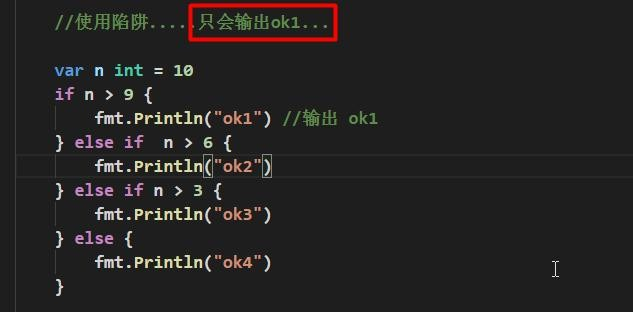 //使用陷阱.....只会输出ok1...
var n int = 10
if n > 9 {
    fmt.Println("ok1") //输出 ok1
} else if  n > 6 {
    fmt.Println("ok2")
} else if n > 3 {
    fmt.Println("ok3")
} else {
    fmt.Println("ok4")
}